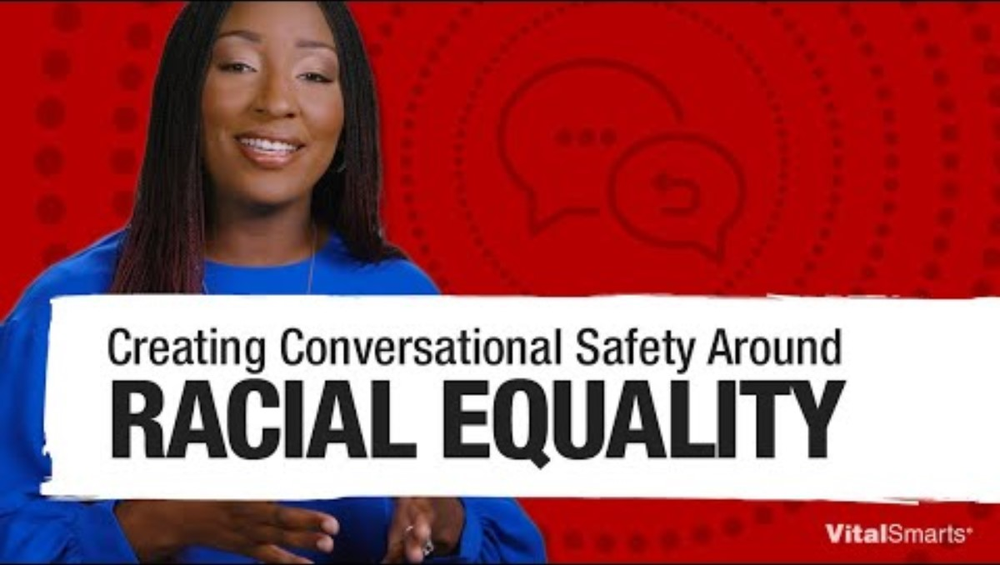 Creating Conversational Safety Around
RACIAL EQUALITY
VitalSmarts®